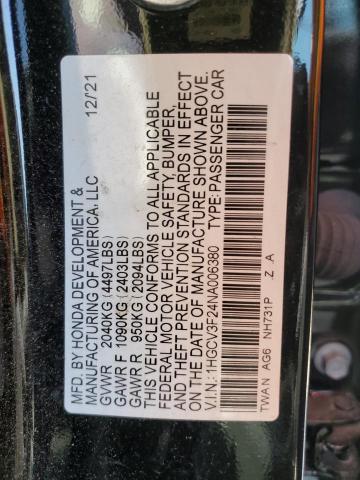 MFD. BY HONDA DEVELOPMENT &
MANUFACTURING OF AMERICA, LLC 12/'21
GVWR 2040KG (4497LBS)
GAWR F 1090KG (2403LBS)
GAWR R 950KG (2094LBS)
THIS VEHICLE CONFORMS TO ALL APPLICABLE
FEDERAL MOTOR VEHICLE SAFETY, BUMPER,
AND THEFT PREVENTION STANDARDS IN EFFECT
ON THE DATE OF MANUFACTURE SHOWN ABOVE.
V.I.N: 1HGCV3F24NA006380 TYPE: PASSENGER CAR
TWAN AG6 NH731P Z A